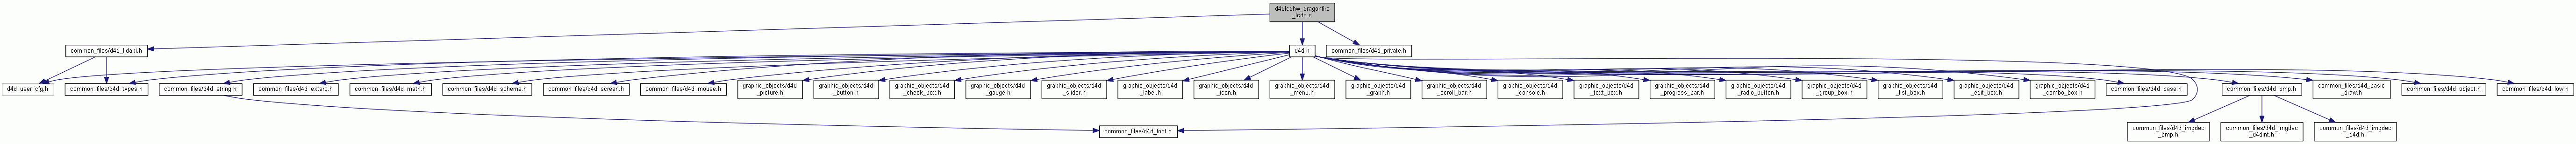 d4dlcdhw_dragonfire
_lcdc.c
common_files/d4d_lldapi.h
d4d.h
common_files/d4d_private.h
d4d_user_cfg.h
common_files/d4d_types.h
common_files/d4d_string.h
common_files/d4d_extsrc.h
common_files/d4d_math.h
common_files/d4d_scheme.h
common_files/d4d_screen.h
common_files/d4d_mouse.h
graphic_objects/d4d
_picture.h
graphic_objects/d4d
_button.h
graphic_objects/d4d
_check_box.h
graphic_objects/d4d
_gauge.h
graphic_objects/d4d
_slider.h
graphic_objects/d4d
_label.h
graphic_objects/d4d
_icon.h
graphic_objects/d4d
_menu.h
graphic_objects/d4d
_graph.h
graphic_objects/d4d
_scroll_bar.h
graphic_objects/d4d
_console.h
graphic_objects/d4d
_text_box.h
graphic_objects/d4d
_progress_bar.h
graphic_objects/d4d
_radio_button.h
graphic_objects/d4d
_group_box.h
graphic_objects/d4d
_list_box.h
graphic_objects/d4d
_edit_box.h
graphic_objects/d4d
_combo_box.h
common_files/d4d_base.h
common_files/d4d_bmp.h
common_files/d4d_basic
_draw.h
common_files/d4d_object.h
common_files/d4d_low.h
common_files/d4d_font.h
common_files/d4d_imgdec
_bmp.h
common_files/d4d_imgdec
_d4dint.h
common_files/d4d_imgdec
_d4d.h